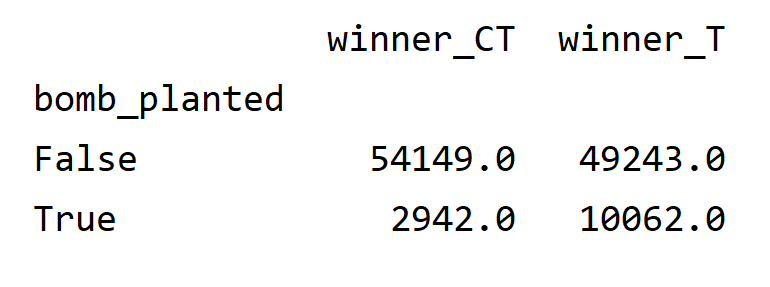 winner_CT winner_T
bomb_planted
False 54149.0 49243.0
True 2942.0 10062.0